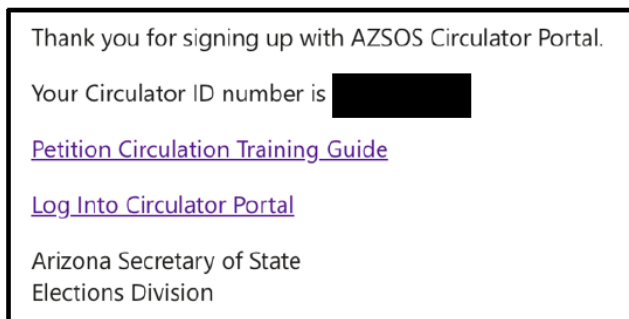 Thank you for signing up with AZSOS Circulator Portal.
Your Circulator ID number is
Petition Circulation Training Guide
Log Into Circulator Portal
Arizona Secretary of State
Elections Division